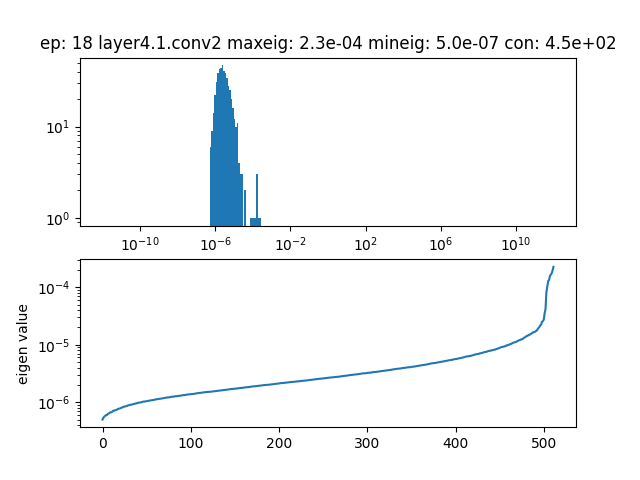 ep: 18 layer4.1.conv2 maxeig: 2.3e-04 mineig: 5.0e-07 con: 4.5e+02
10¹
10⁰
10⁻¹⁰ 10⁻⁶ 10⁻² 10² 10⁶ 10¹⁰
eigen value
10⁻⁴
10⁻⁵
10⁻⁶
0 100 200 300 400 500